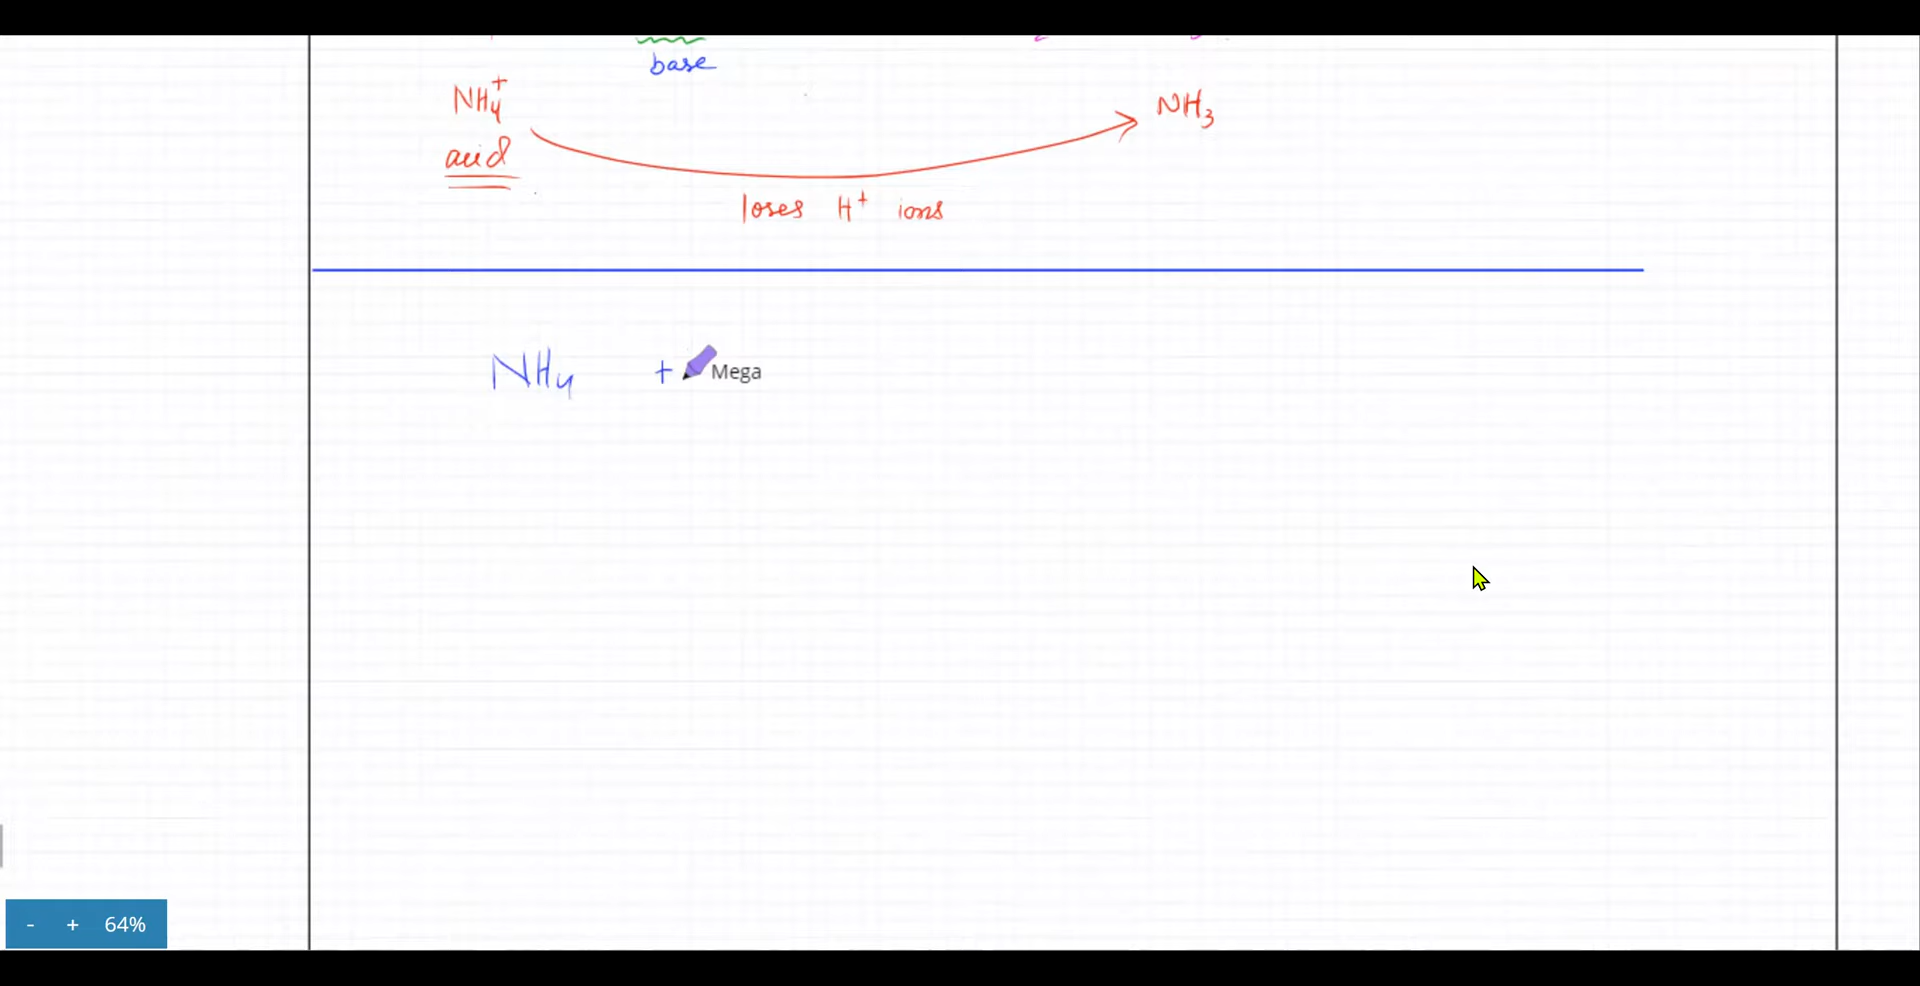 base
NH₄⁺
NH₃
acid
loses H⁺ ions
NH₄ +
Mega
- + 64%